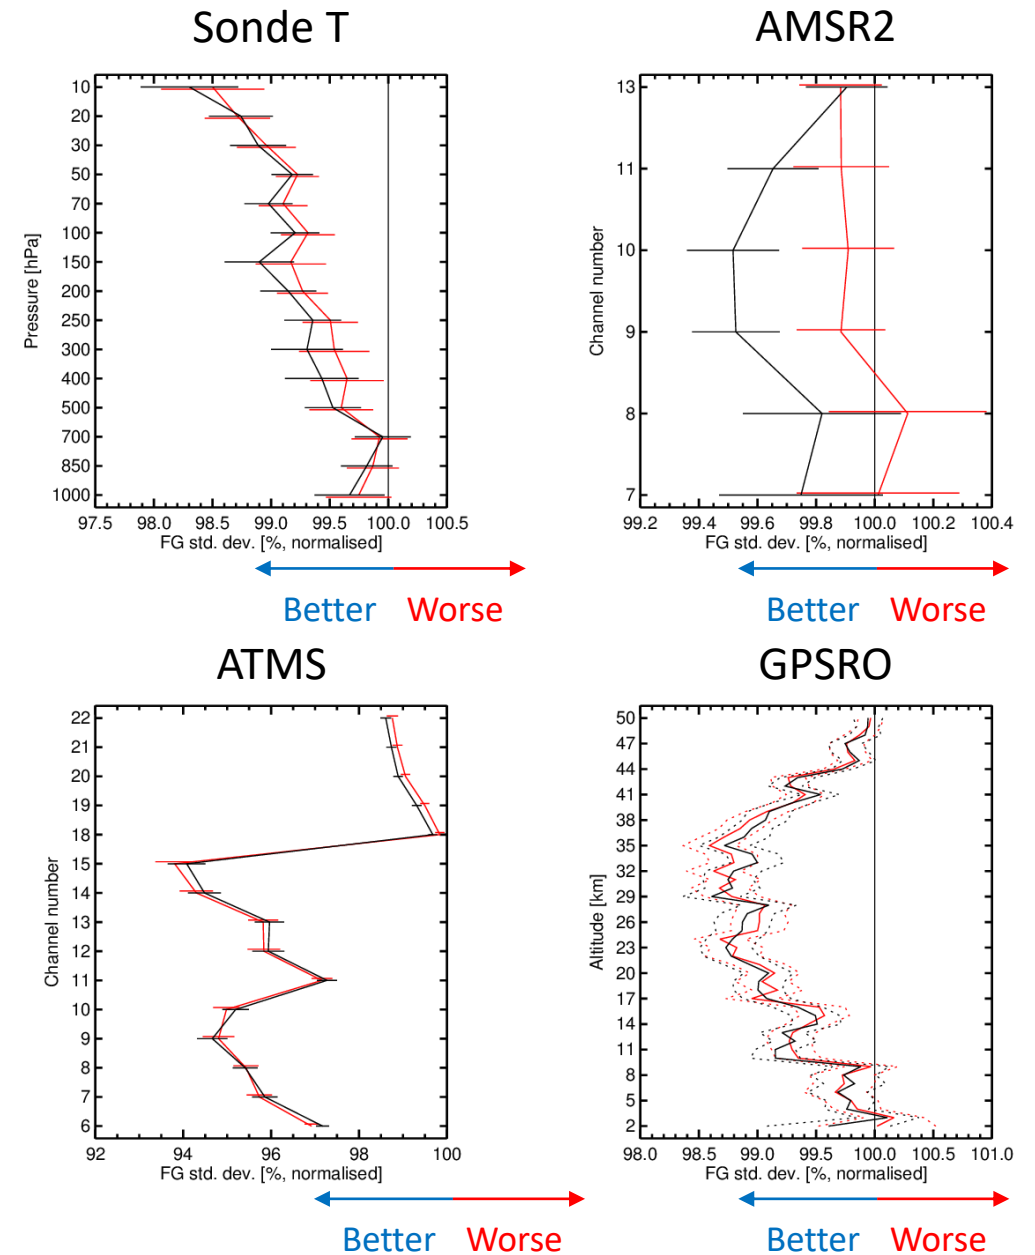 Sonde T
10
20
30
50
70
100
150
200
250
300
400
500
700
850
1000
Pressure [hPa]
97.5 98.0 98.5 99.0 99.5 100.0 100.5
FG std. dev. [%, normalised]
Better Worse
AMSR2
13
11
10
9
8
7
Channel number
99.2 99.4 99.6 99.8 100.0 100.2 100.4
FG std. dev. [%, normalised]
Better Worse
ATMS
22
21
20
19
18
15
14
13
12
11
10
9
8
7
6
Channel number
92 94 96 98 100
FG std. dev. [%, normalised]
Better Worse
GPSRO
50
47
44
41
38
35
32
29
26
23
20
17
14
11
8
5
2
Altitude [km]
98.0 98.5 99.0 99.5 100.0 100.5 101.0
FG std. dev. [%, normalised]
Better Worse